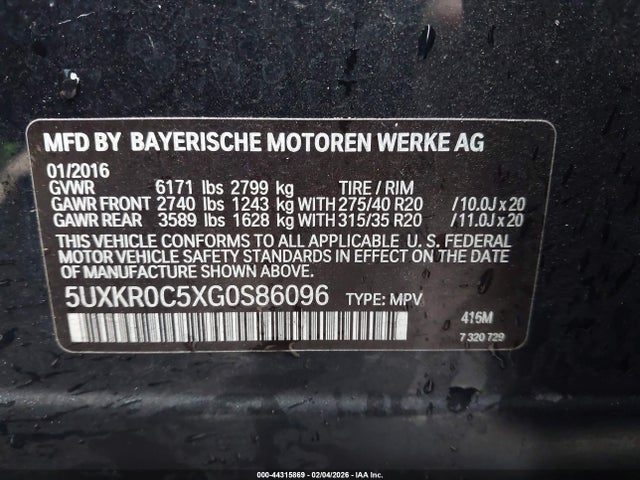 MFD BY BAYERISCHE MOTOREN WERKE AG
01/2016
GVWR 6171 lbs 2799 kg TIRE / RIM
GAWR FRONT 2740 lbs 1243 kg WITH 275/40 R20 /10.0J x 20
GAWR REAR 3589 lbs 1628 kg WITH 315/35 R20 /11.0J x 20
THIS VEHICLE CONFORMS TO ALL APPLICABLE U. S. FEDERAL
MOTOR VEHICLE SAFETY STANDARDS IN EFFECT ON THE DATE
OF MANUFACTURE SHOWN ABOVE.
5UXKR0C5XG0S86096 TYPE: MPV
415M
7 320 729
000-44315869 - 02/04/2026 - IAA Inc.